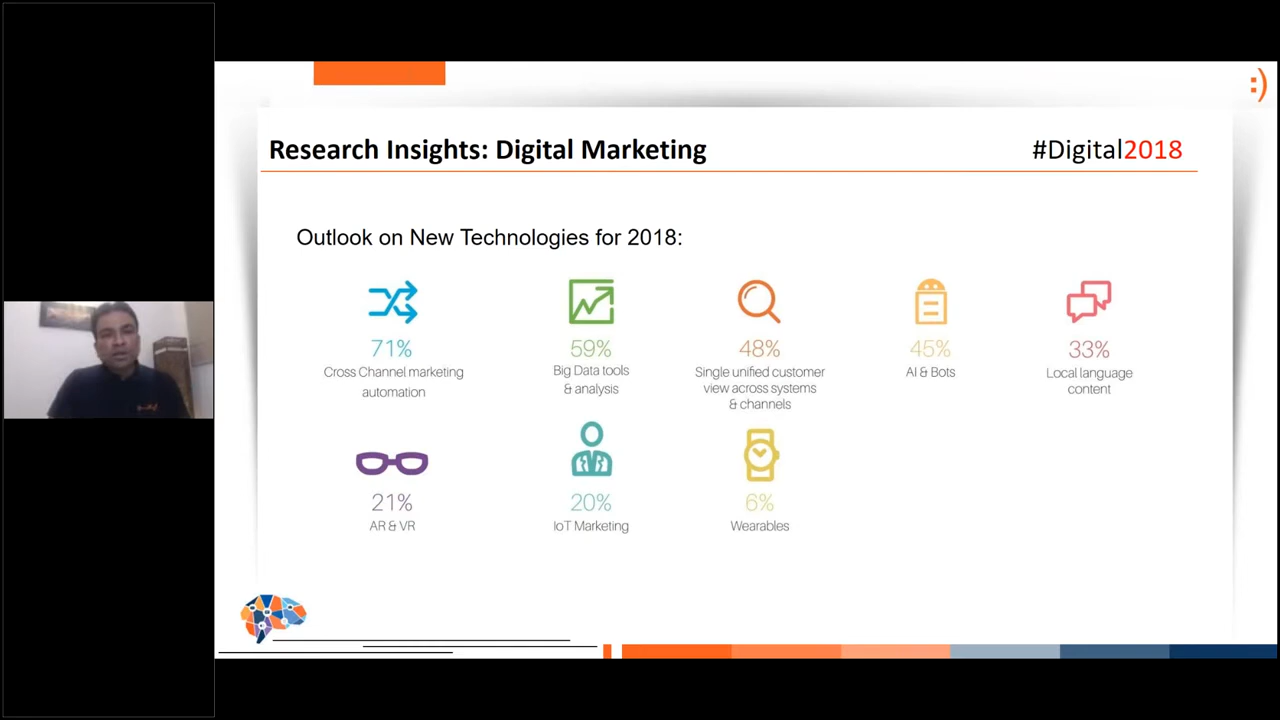 :)
Research Insights: Digital Marketing
#Digital2018
Outlook on New Technologies for 2018:
71%
Cross Channel marketing
automation
59%
Big Data tools
& analysis
48%
Single unified customer
view across systems
& channels
45%
AI & Bots
33%
Local language
content
21%
AR & VR
20%
IoT Marketing
6%
Wearables